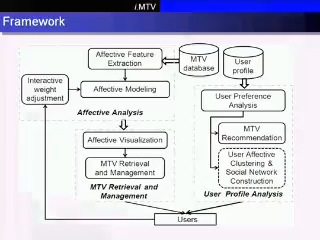 i.MTV
Framework
Affective Feature
Extraction
MTV
database
User
profile
Interactive
weight
adjustment
Affective Modeling
User Preference
Analysis
Affective Analysis
MTV
Recommendation
Affective Visualization
User Affective
Clustering &
Social Network
Construction
MTV Retrieval
and Management
MTV Retrieval and
Management
User Profile Analysis
Users